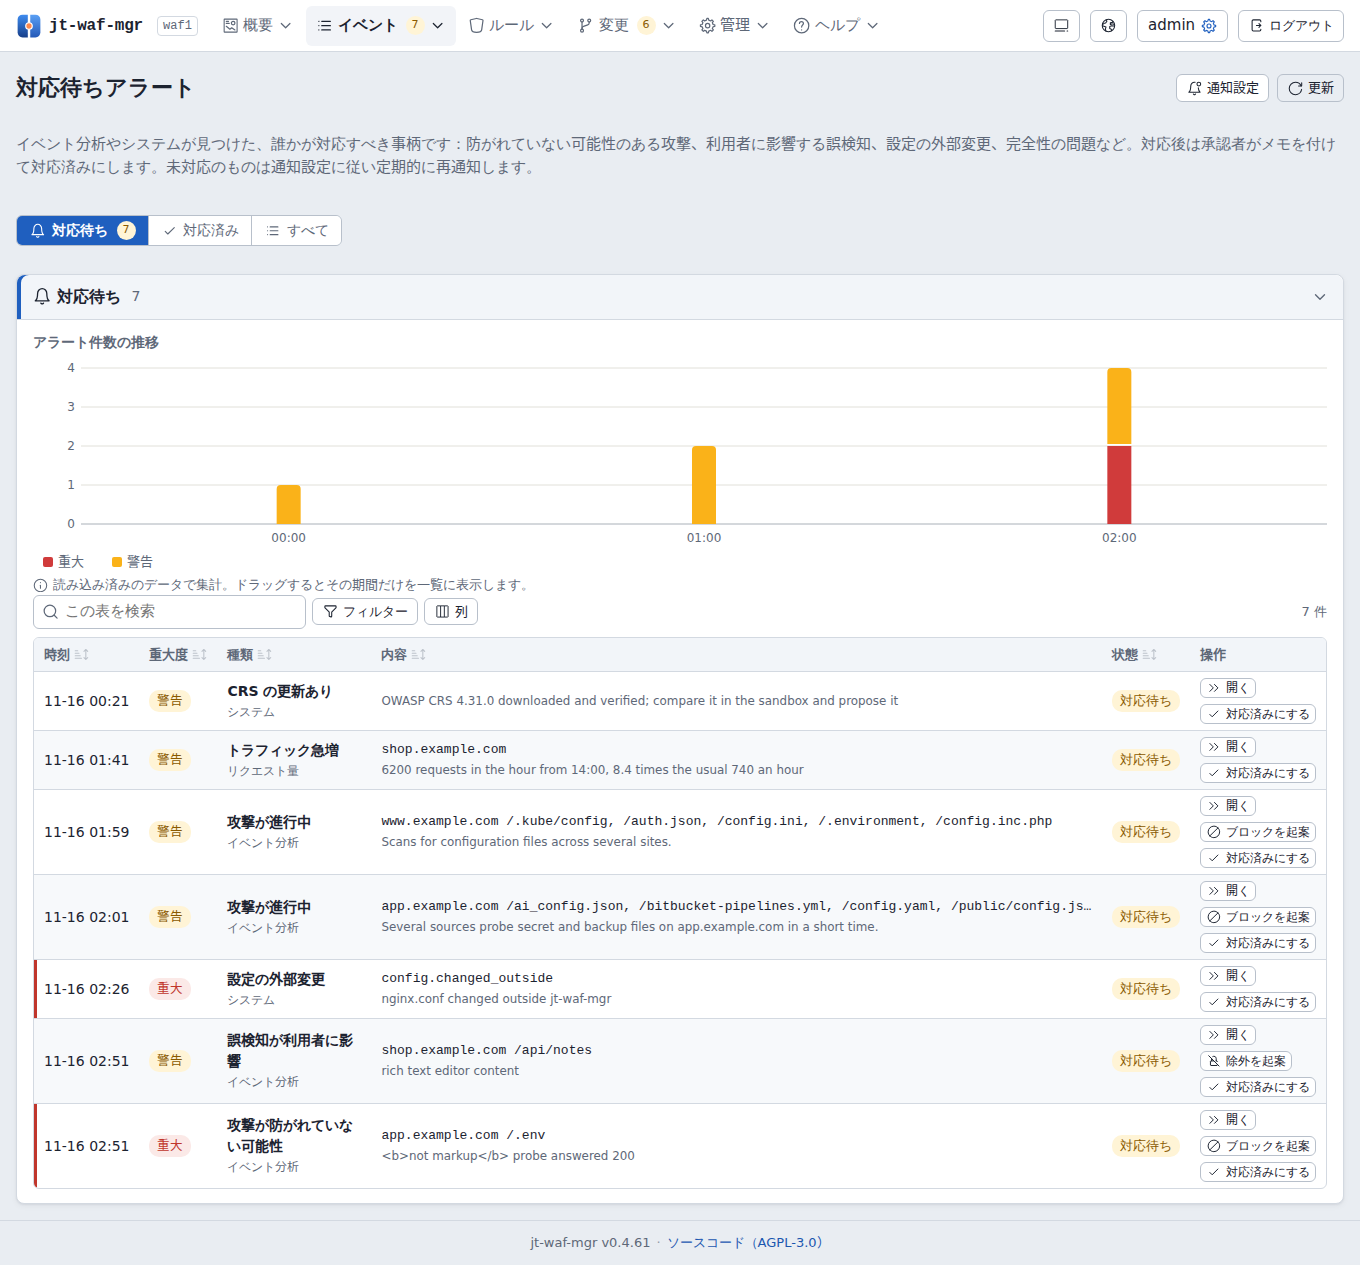 jt-waf-mgr waf1 概要 イベント 7 ルール 変更 6 管理 ヘルプ admin ログアウト
対応待ちアラート 通知設定 更新
イベント分析やシステムが見つけた、誰かが対応すべき事柄です：防がれていない可能性のある攻撃、利用者に影響する誤検知、設定の外部変更、完全性の問題など。対応後は承認者がメモを付け
て対応済みにします。未対応のものは通知設定に従い定期的に再通知します。
対応待ち 7 対応済み すべて
対応待ち 7
アラート件数の推移
4
3
2
1
0
00:00 01:00 02:00
重大 警告
読み込み済みのデータで集計。ドラッグするとその期間だけを一覧に表示します。
この表を検索 フィルター 列 7 件
時刻 重大度 種類 内容 状態 操作
11-16 00:21 警告 CRS の更新あり システム OWASP CRS 4.31.0 downloaded and verified; compare it in the sandbox and propose it 対応待ち 開く
対応済みにする
11-16 01:41 警告 トラフィック急増 shop.example.com 対応待ち 開く
リクエスト量 6200 requests in the hour from 14:00, 8.4 times the usual 740 an hour 対応済みにする
11-16 01:59 警告 攻撃が進行中 www.example.com /.kube/config, /auth.json, /config.ini, /.environment, /config.inc.php 対応待ち 開く
イベント分析 Scans for configuration files across several sites. ブロックを起案
対応済みにする
11-16 02:01 警告 攻撃が進行中 app.example.com /ai_config.json, /bitbucket-pipelines.yml, /config.yaml, /public/config.js… 対応待ち 開く
イベント分析 Several sources probe secret and backup files on app.example.com in a short time. ブロックを起案
対応済みにする
11-16 02:26 重大 設定の外部変更 config.changed_outside 対応待ち 開く
システム nginx.conf changed outside jt-waf-mgr 対応済みにする
11-16 02:51 警告 誤検知が利用者に影 shop.example.com /api/notes 対応待ち 開く
響 rich text editor content 除外を起案
イベント分析 対応済みにする
11-16 02:51 重大 攻撃が防がれていな app.example.com /.env 対応待ち 開く
い可能性 <b>not markup</b> probe answered 200 ブロックを起案
イベント分析 対応済みにする
jt-waf-mgr v0.4.61 · ソースコード（AGPL-3.0）